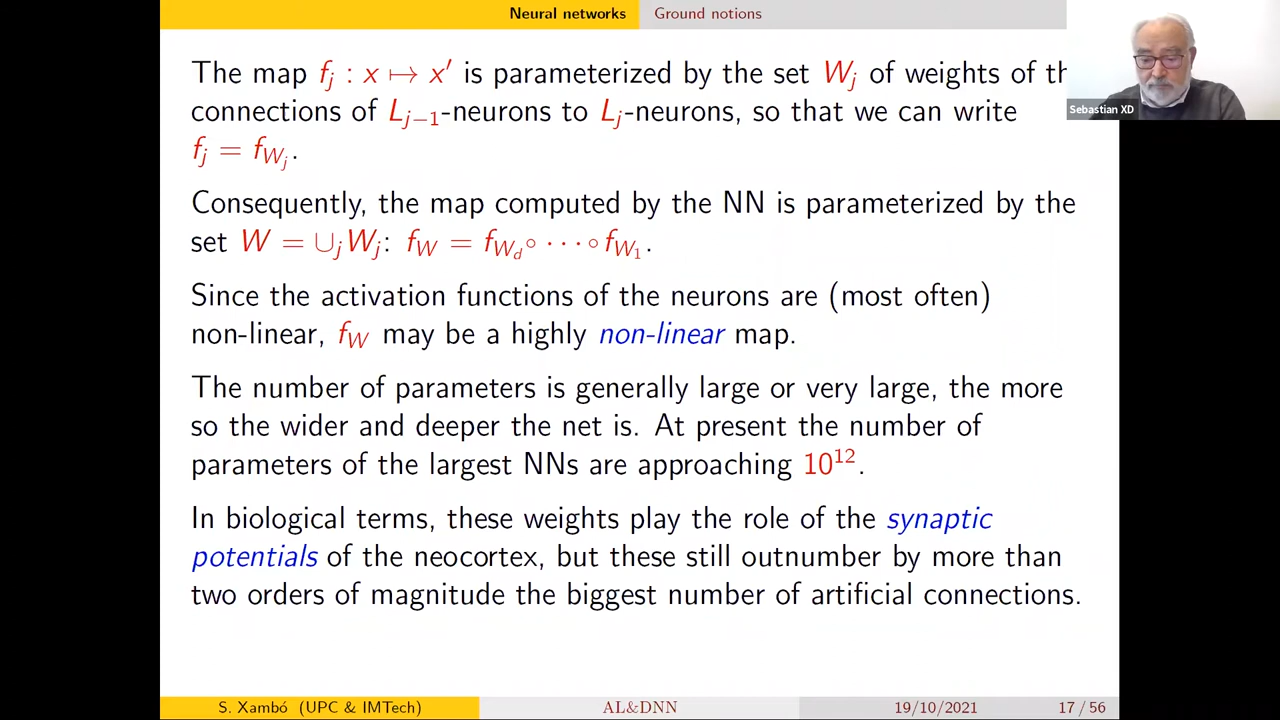 Neural networks Ground notions
The map f_j : x ↦ x′ is parameterized by the set W_j of weights of th
connections of L_{j−1}-neurons to L_j-neurons, so that we can write
f_j = f_{W_j}.
Sebastian XD
Consequently, the map computed by the NN is parameterized by the
set W = ∪_j W_j: f_W = f_{W_d} ∘ ··· ∘ f_{W_1}.
Since the activation functions of the neurons are (most often)
non-linear, f_W may be a highly non-linear map.
The number of parameters is generally large or very large, the more
so the wider and deeper the net is. At present the number of
parameters of the largest NNs are approaching 10^{12}.
In biological terms, these weights play the role of the synaptic
potentials of the neocortex, but these still outnumber by more than
two orders of magnitude the biggest number of artificial connections.
S. Xambó (UPC & IMTech) AL&DNN 19/10/2021 17 / 56